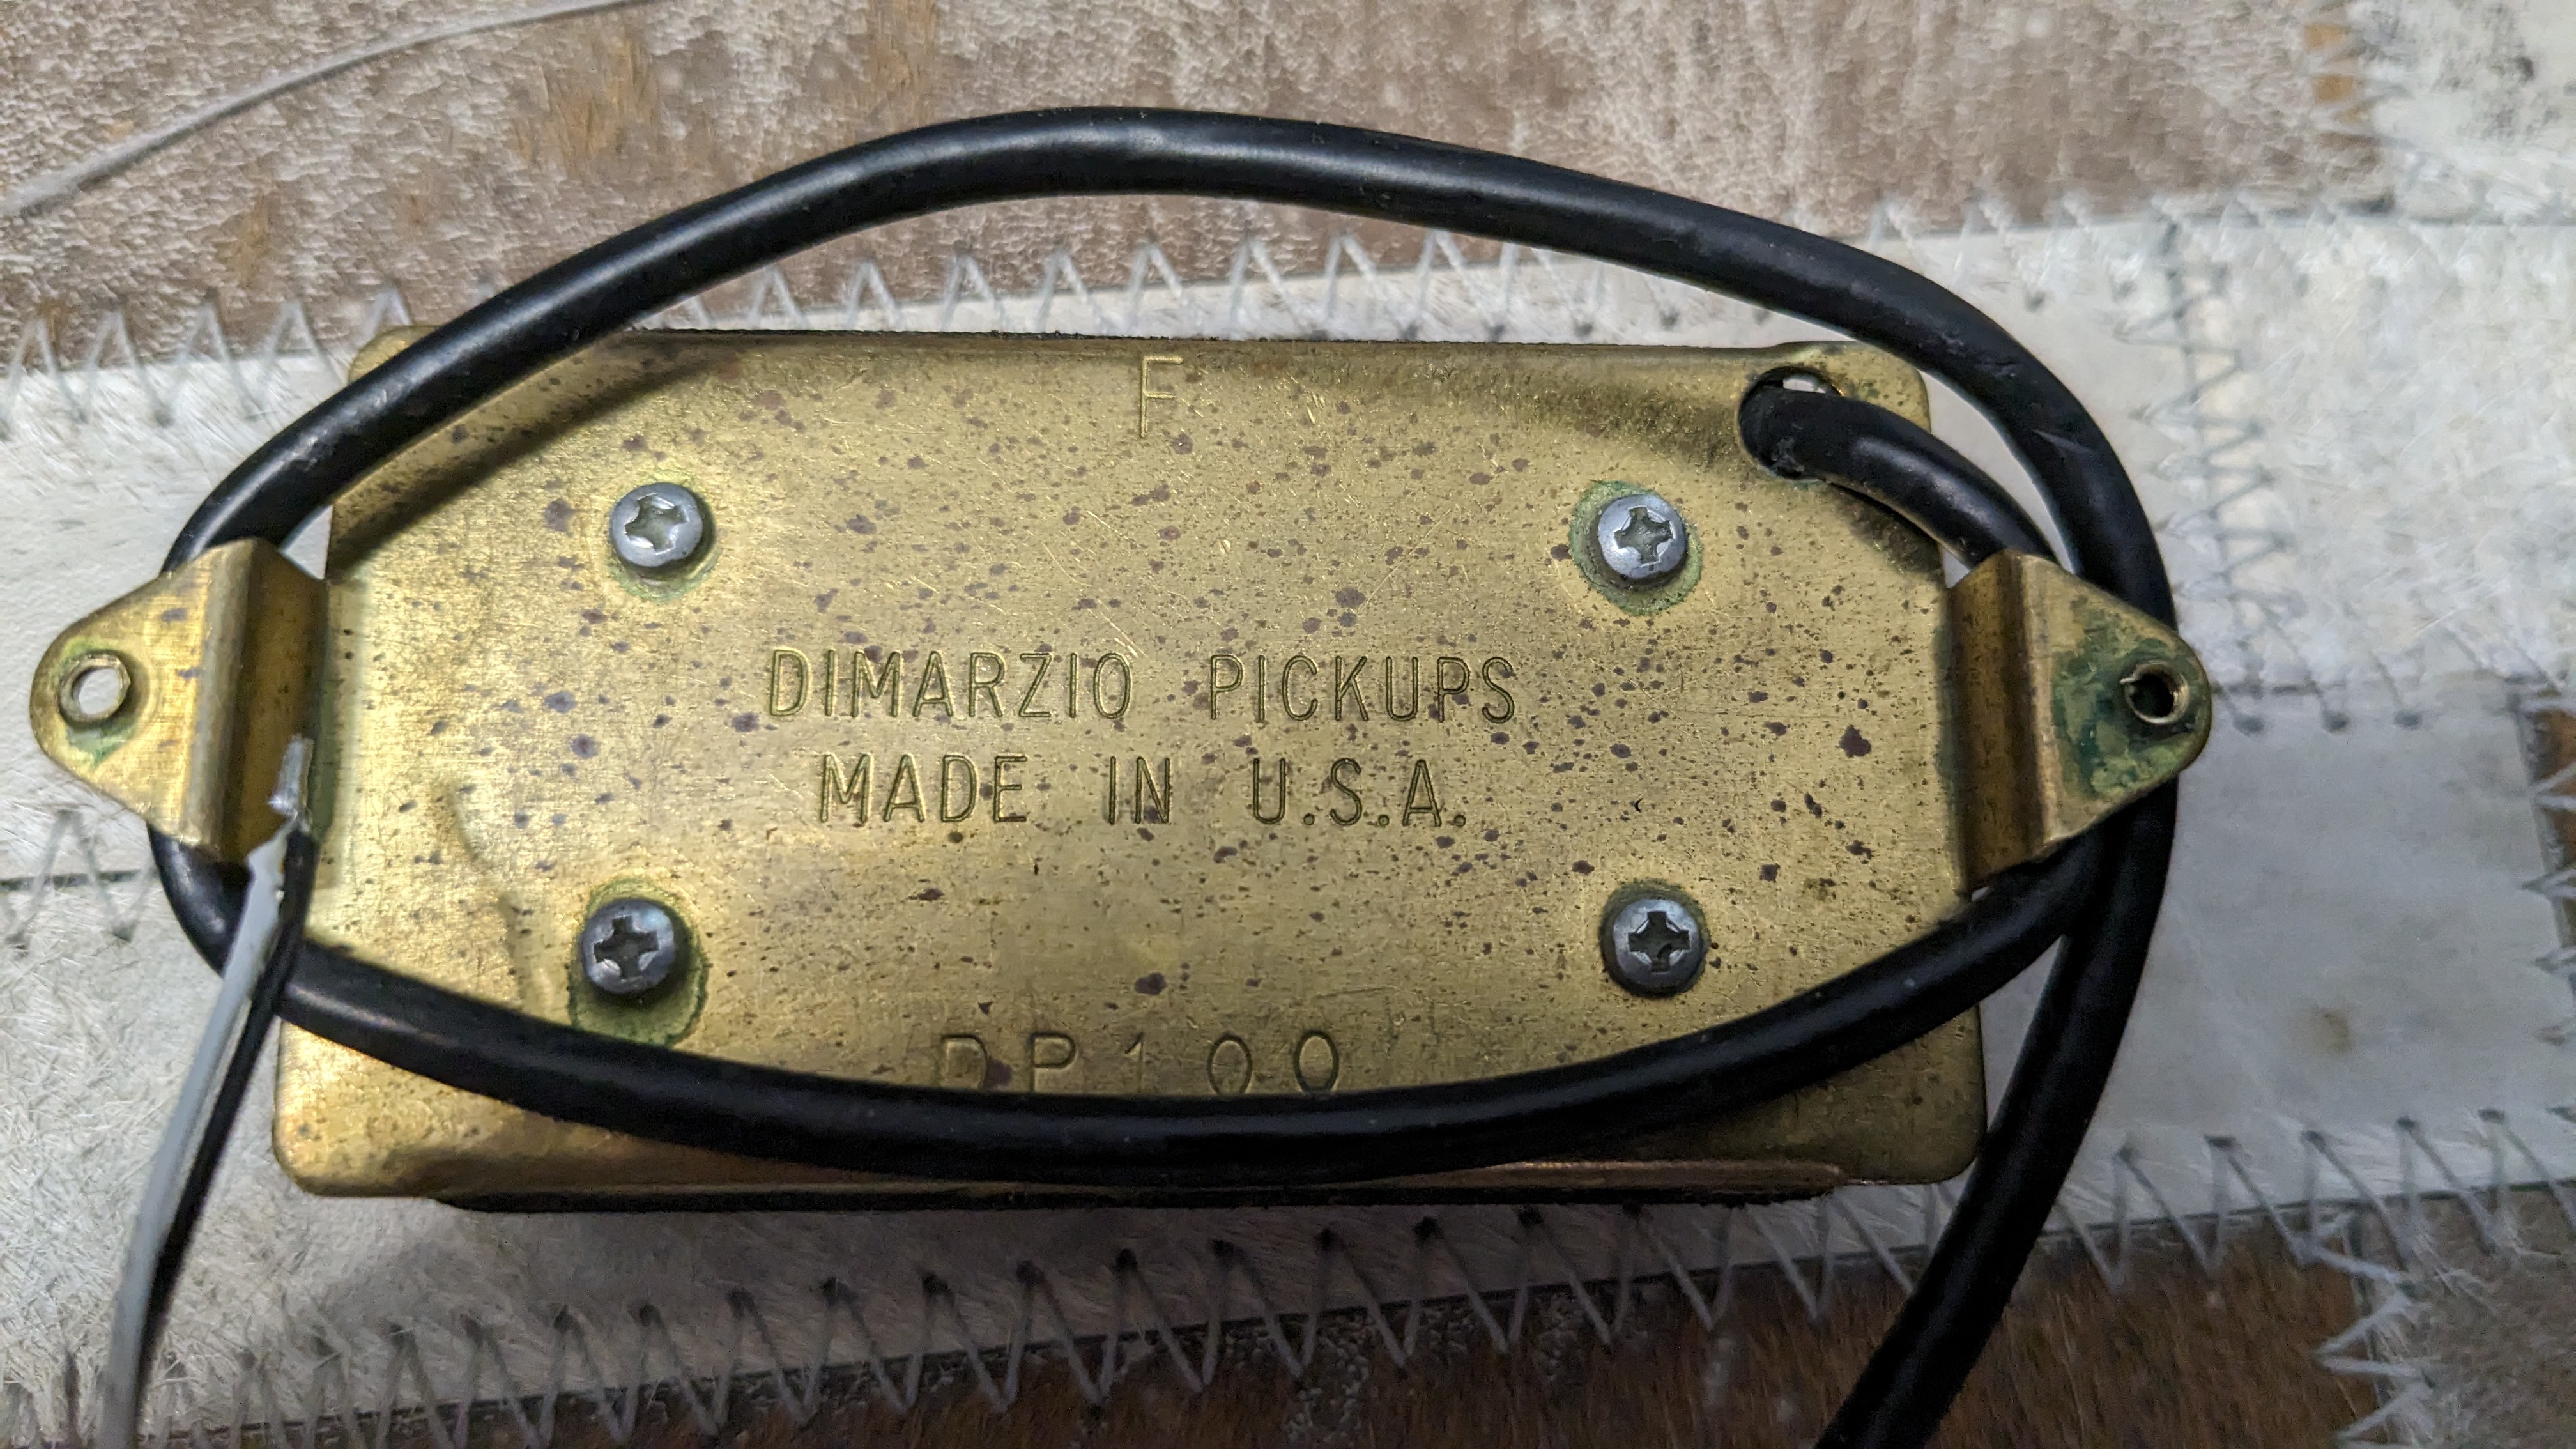 F
DIMARZIO PICKUPS
MADE IN U.S.A.
DP100